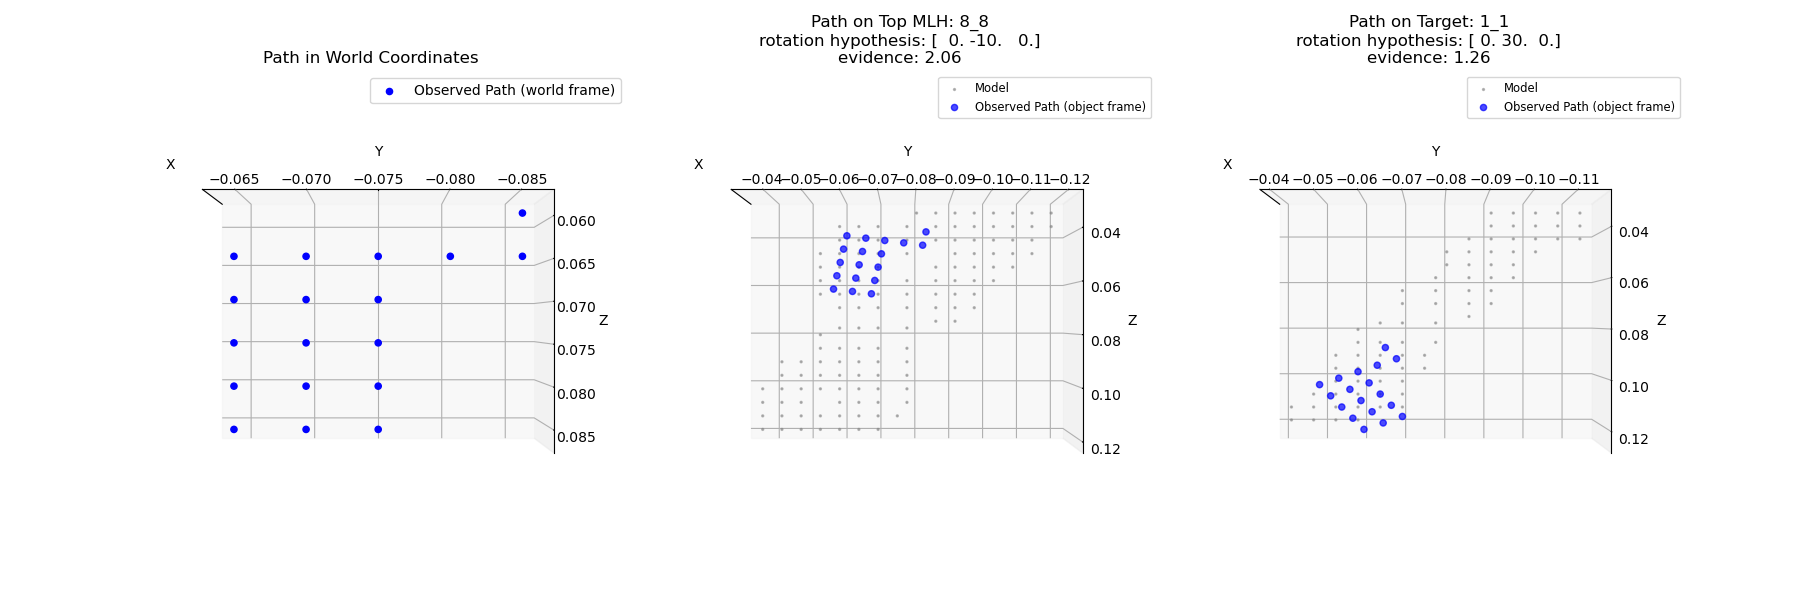 Path in World Coordinates
Observed Path (world frame)
X
Y
−0.065 −0.070 −0.075 −0.080 −0.085
0.060
0.065
0.070
0.075
0.080
0.085
Z
Path on Top MLH: 8_8
rotation hypothesis: [  0. -10.   0.]
evidence: 2.06
Model
Observed Path (object frame)
X
Y
−0.04 −0.05 −0.06 −0.07 −0.08 −0.09 −0.10 −0.11 −0.12
0.04
0.06
0.08
0.10
0.12
Z
Path on Target: 1_1
rotation hypothesis: [ 0. 30.  0.]
evidence: 1.26
Model
Observed Path (object frame)
X
Y
−0.04 −0.05 −0.06 −0.07 −0.08 −0.09 −0.10 −0.11
0.04
0.06
0.08
0.10
0.12
Z